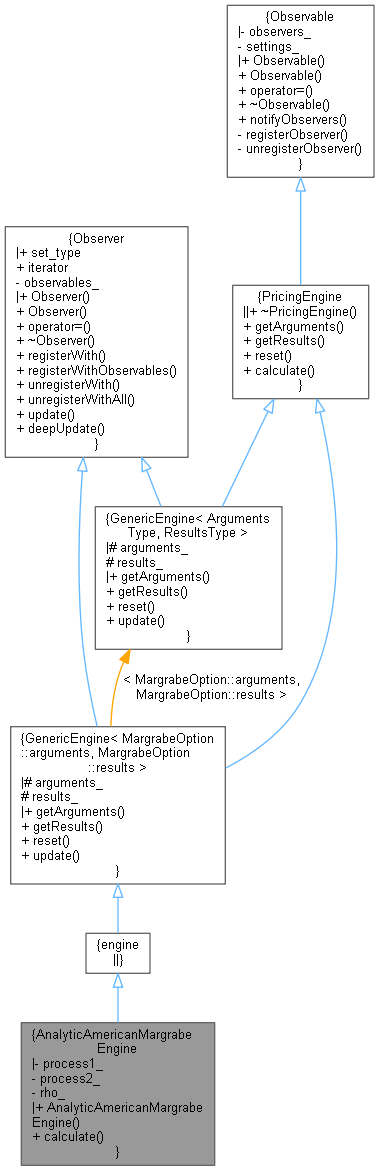 {Observable
|- observers_
- settings_
|+ Observable()
+ Observable()
+ operator=()
+ ~Observable()
+ notifyObservers()
- registerObserver()
- unregisterObserver()
}
{Observer
|+ set_type
+ iterator
- observables_
|+ Observer()
+ Observer()
+ operator=()
+ ~Observer()
+ registerWith()
+ registerWithObservables()
+ unregisterWith()
+ unregisterWithAll()
+ update()
+ deepUpdate()
}
{PricingEngine
||+ ~PricingEngine()
+ getArguments()
+ getResults()
+ reset()
+ calculate()
}
{GenericEngine< Arguments
Type, ResultsType >
|# arguments_
# results_
|+ getArguments()
+ getResults()
+ reset()
+ update()
}
< MargrabeOption::arguments,
MargrabeOption::results >
{GenericEngine< MargrabeOption
::arguments, MargrabeOption
::results >
|# arguments_
# results_
|+ getArguments()
+ getResults()
+ reset()
+ update()
}
{engine
||}
{AnalyticAmericanMargrabe
Engine
|- process1_
- process2_
- rho_
|+ AnalyticAmericanMargrabe
Engine()
+ calculate()
}